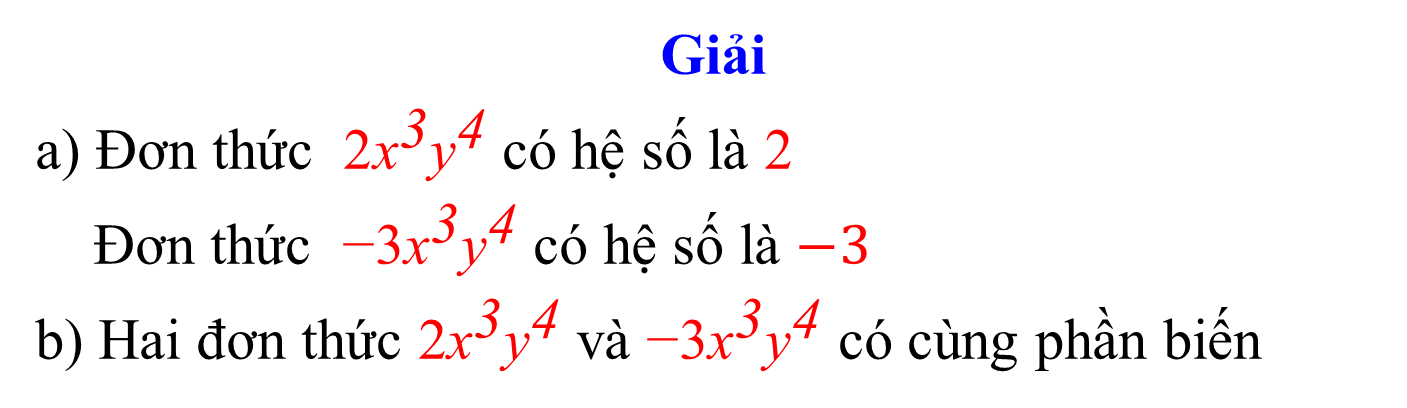 Giải
a) Đơn thức 2x³y⁴ có hệ số là 2
Đơn thức −3x³y⁴ có hệ số là −3
b) Hai đơn thức 2x³y⁴ và −3x³y⁴ có cùng phần biến